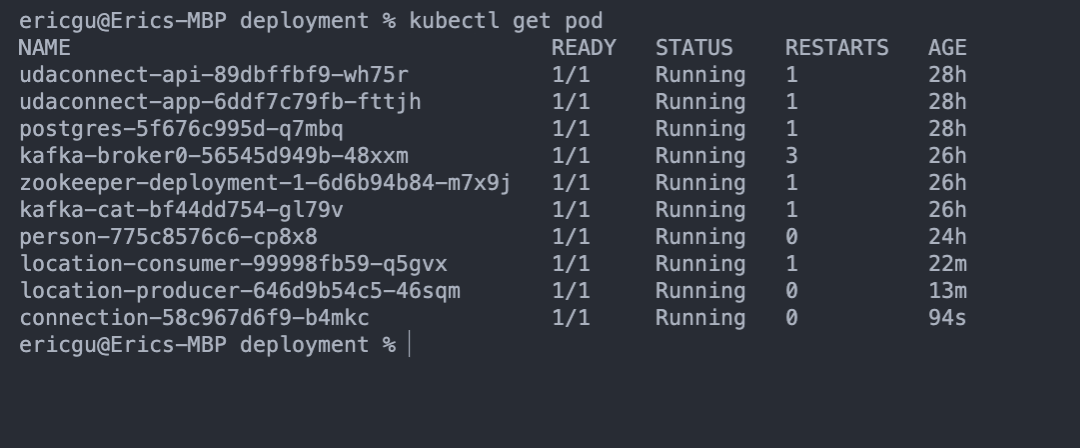 ericgu@Erics-MBP deployment % kubectl get pod
NAME READY STATUS RESTARTS AGE
udaconnect-api-89dbffbf9-wh75r 1/1 Running 1 28h
udaconnect-app-6ddf7c79fb-fttjh 1/1 Running 1 28h
postgres-5f676c995d-q7mbq 1/1 Running 1 28h
kafka-broker0-56545d949b-48xxm 1/1 Running 3 26h
zookeeper-deployment-1-6d6b94b84-m7x9j 1/1 Running 1 26h
kafka-cat-bf44dd754-gl79v 1/1 Running 1 26h
person-775c8576c6-cp8x8 1/1 Running 0 24h
location-consumer-99998fb59-q5gvx 1/1 Running 1 22m
location-producer-646d9b54c5-46sqm 1/1 Running 0 13m
connection-58c967d6f9-b4mkc 1/1 Running 0 94s
ericgu@Erics-MBP deployment %